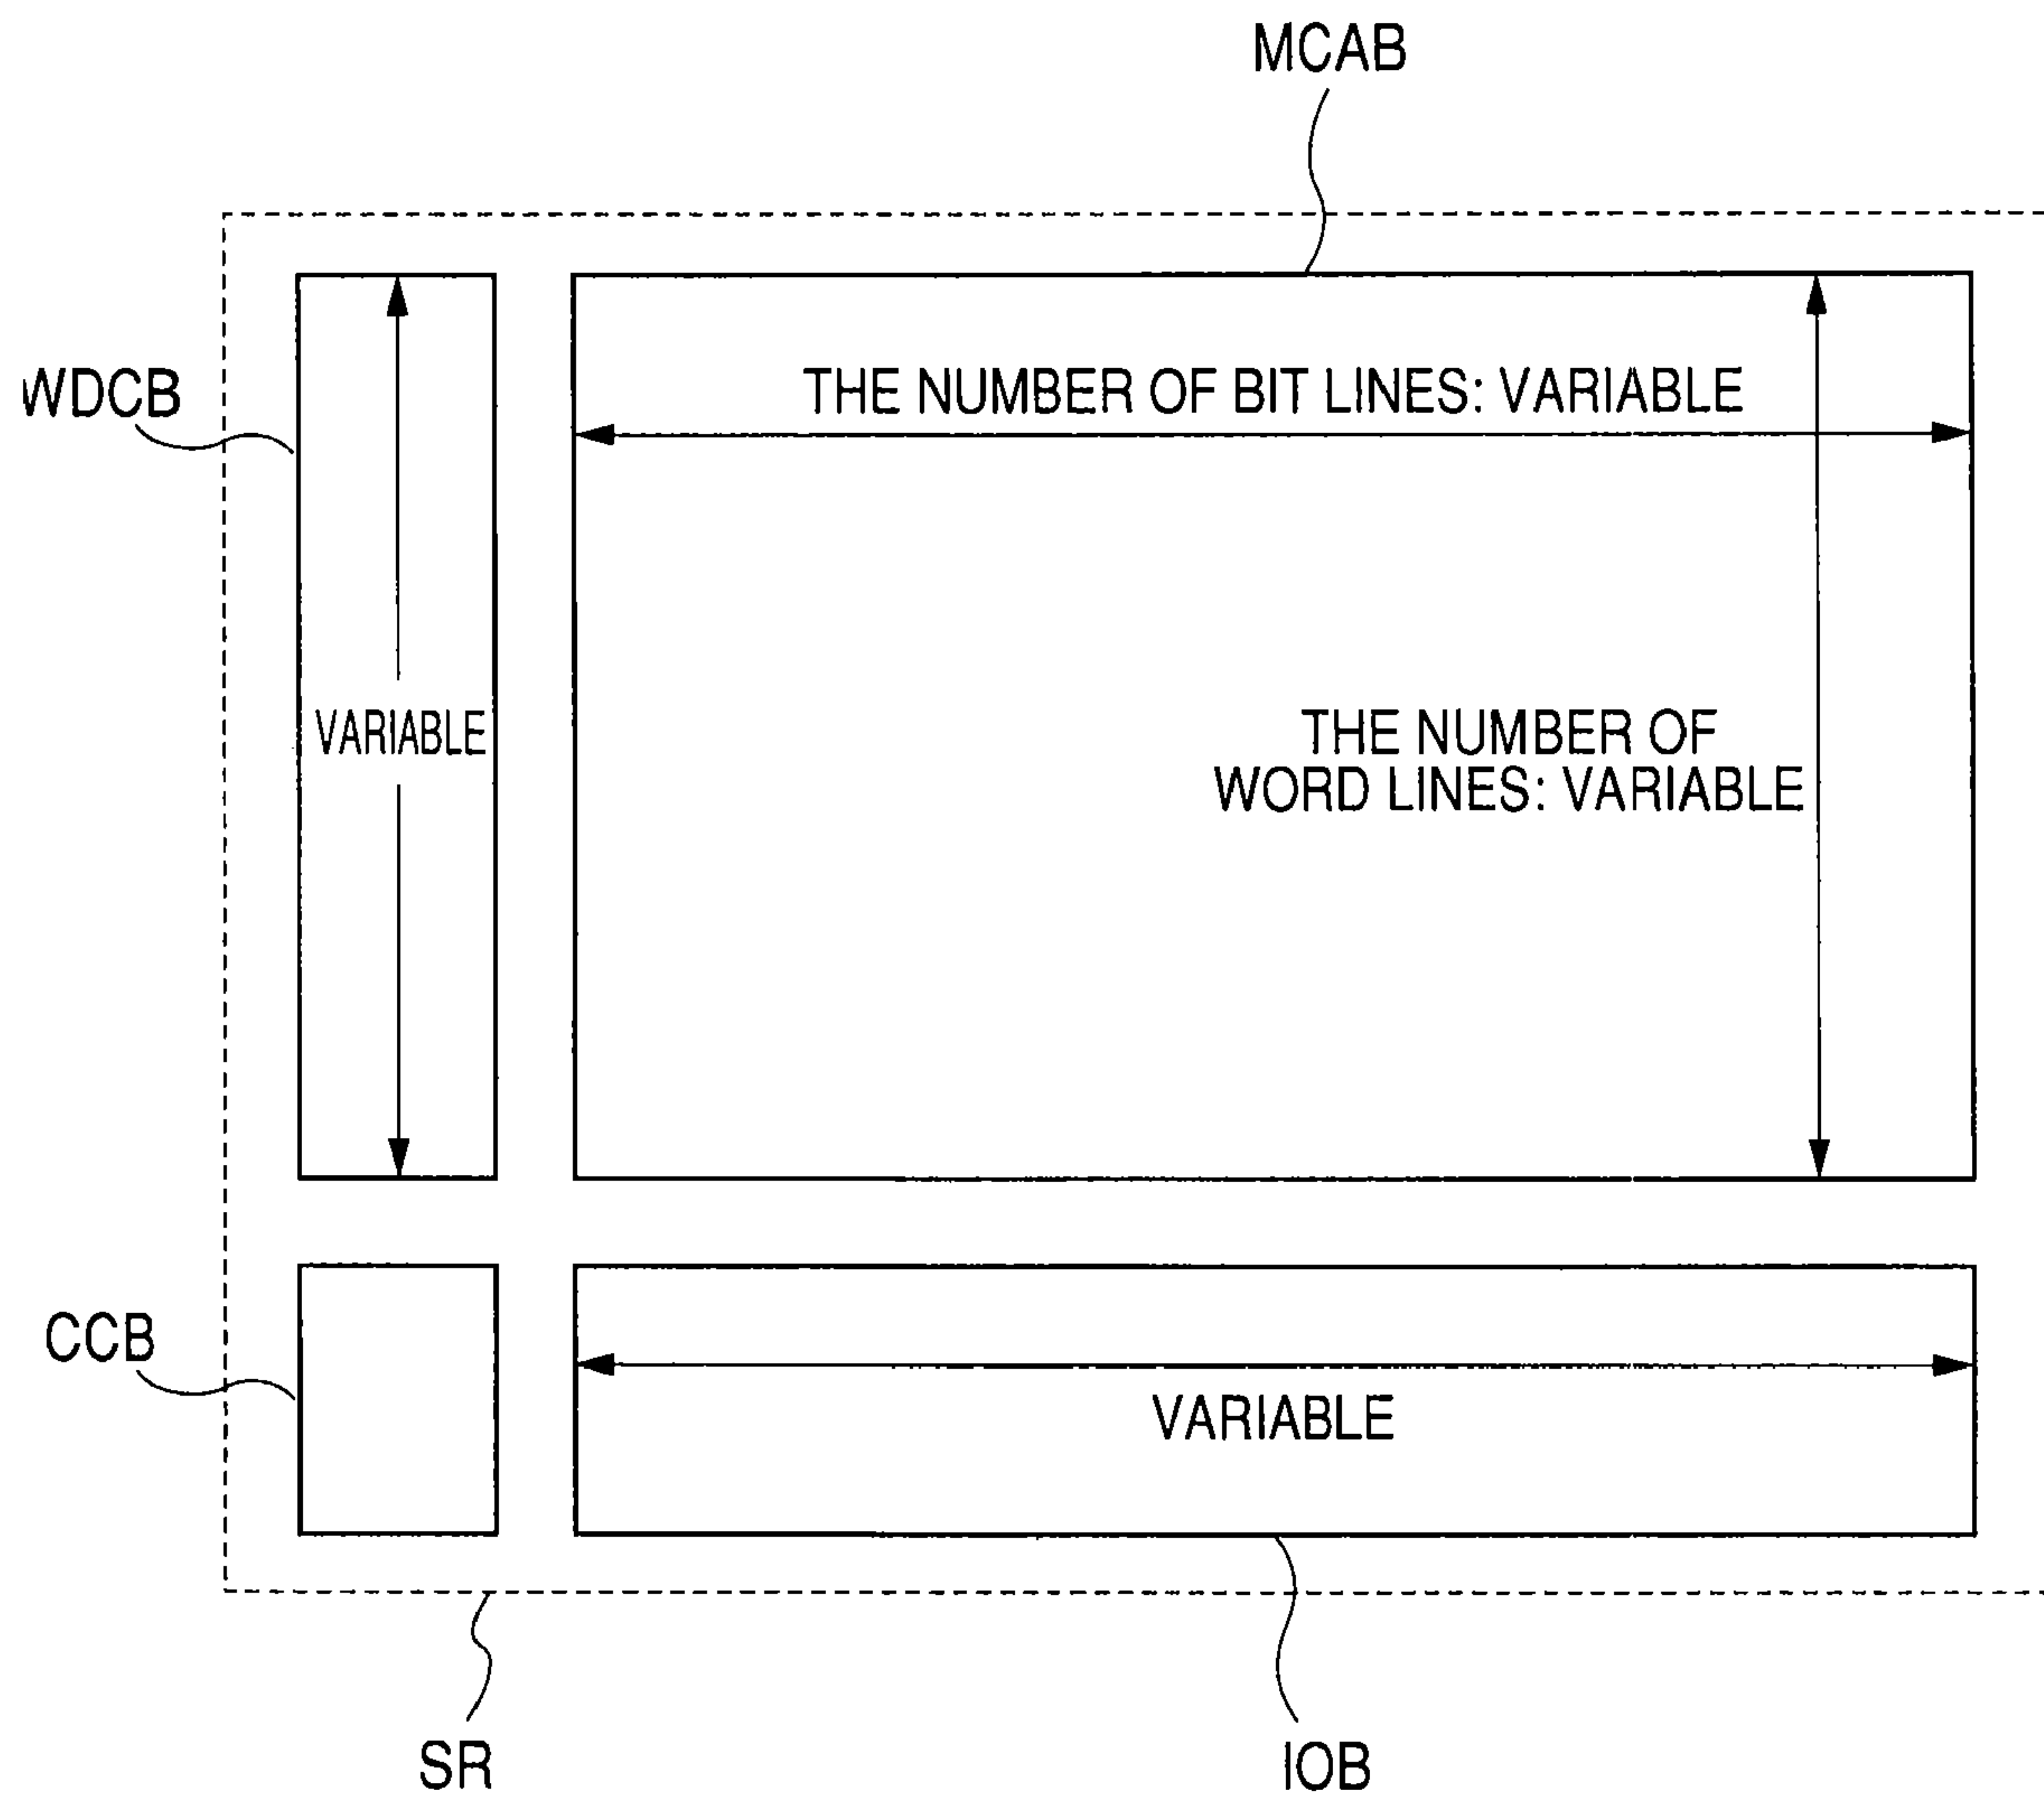 MCAB
WDCB
THE NUMBER OF BIT LINES: VARIABLE
VARIABLE
THE NUMBER OF
WORD LINES: VARIABLE
CCB
VARIABLE
SR
IOB